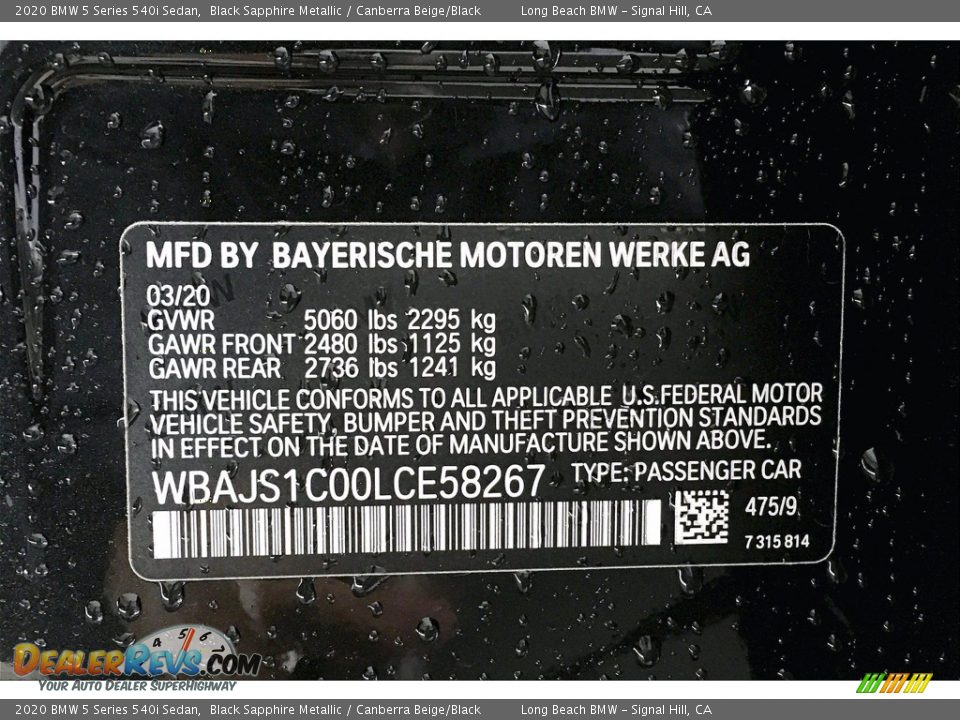 2020 BMW 5 Series 540i Sedan, Black Sapphire Metallic / Canberra Beige/Black Long Beach BMW - Signal Hill, CA
MFD BY BAYERISCHE MOTOREN WERKE AG
03/20
GVWR 5060 lbs 2295 kg
GAWR FRONT 2480 lbs 1125 kg
GAWR REAR 2736 lbs 1241 kg
THIS VEHICLE CONFORMS TO ALL APPLICABLE U.S.FEDERAL MOTOR
VEHICLE SAFETY, BUMPER AND THEFT PREVENTION STANDARDS
IN EFFECT ON THE DATE OF MANUFACTURE SHOWN ABOVE.
WBAJS1C00LCE58267 TYPE: PASSENGER CAR
475/9
7 315 814
4 5 6
DEALERREVS.COM
YOUR AUTO DEALER SUPERHIGHWAY
2020 BMW 5 Series 540i Sedan, Black Sapphire Metallic / Canberra Beige/Black Long Beach BMW - Signal Hill, CA